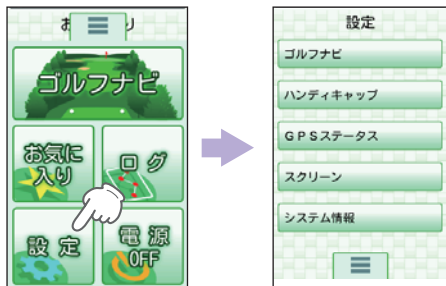 ゴルフナビ
お気に
入り
ログ
設定
電源
OFF
設定
ゴルフナビ
ハンディキャップ
GPSステータス
スクリーン
システム情報